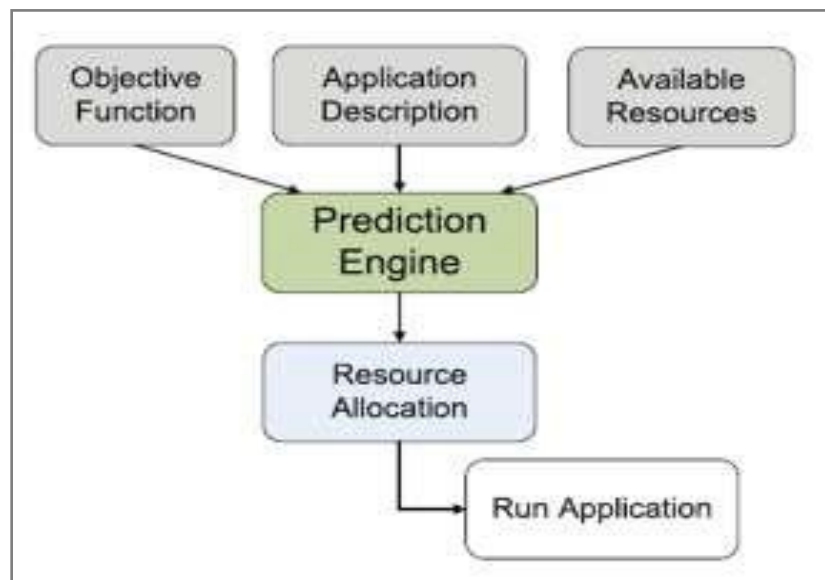 Objective
Function
Application
Description
Available
Resources
Prediction
Engine
Resource
Allocation
Run Application